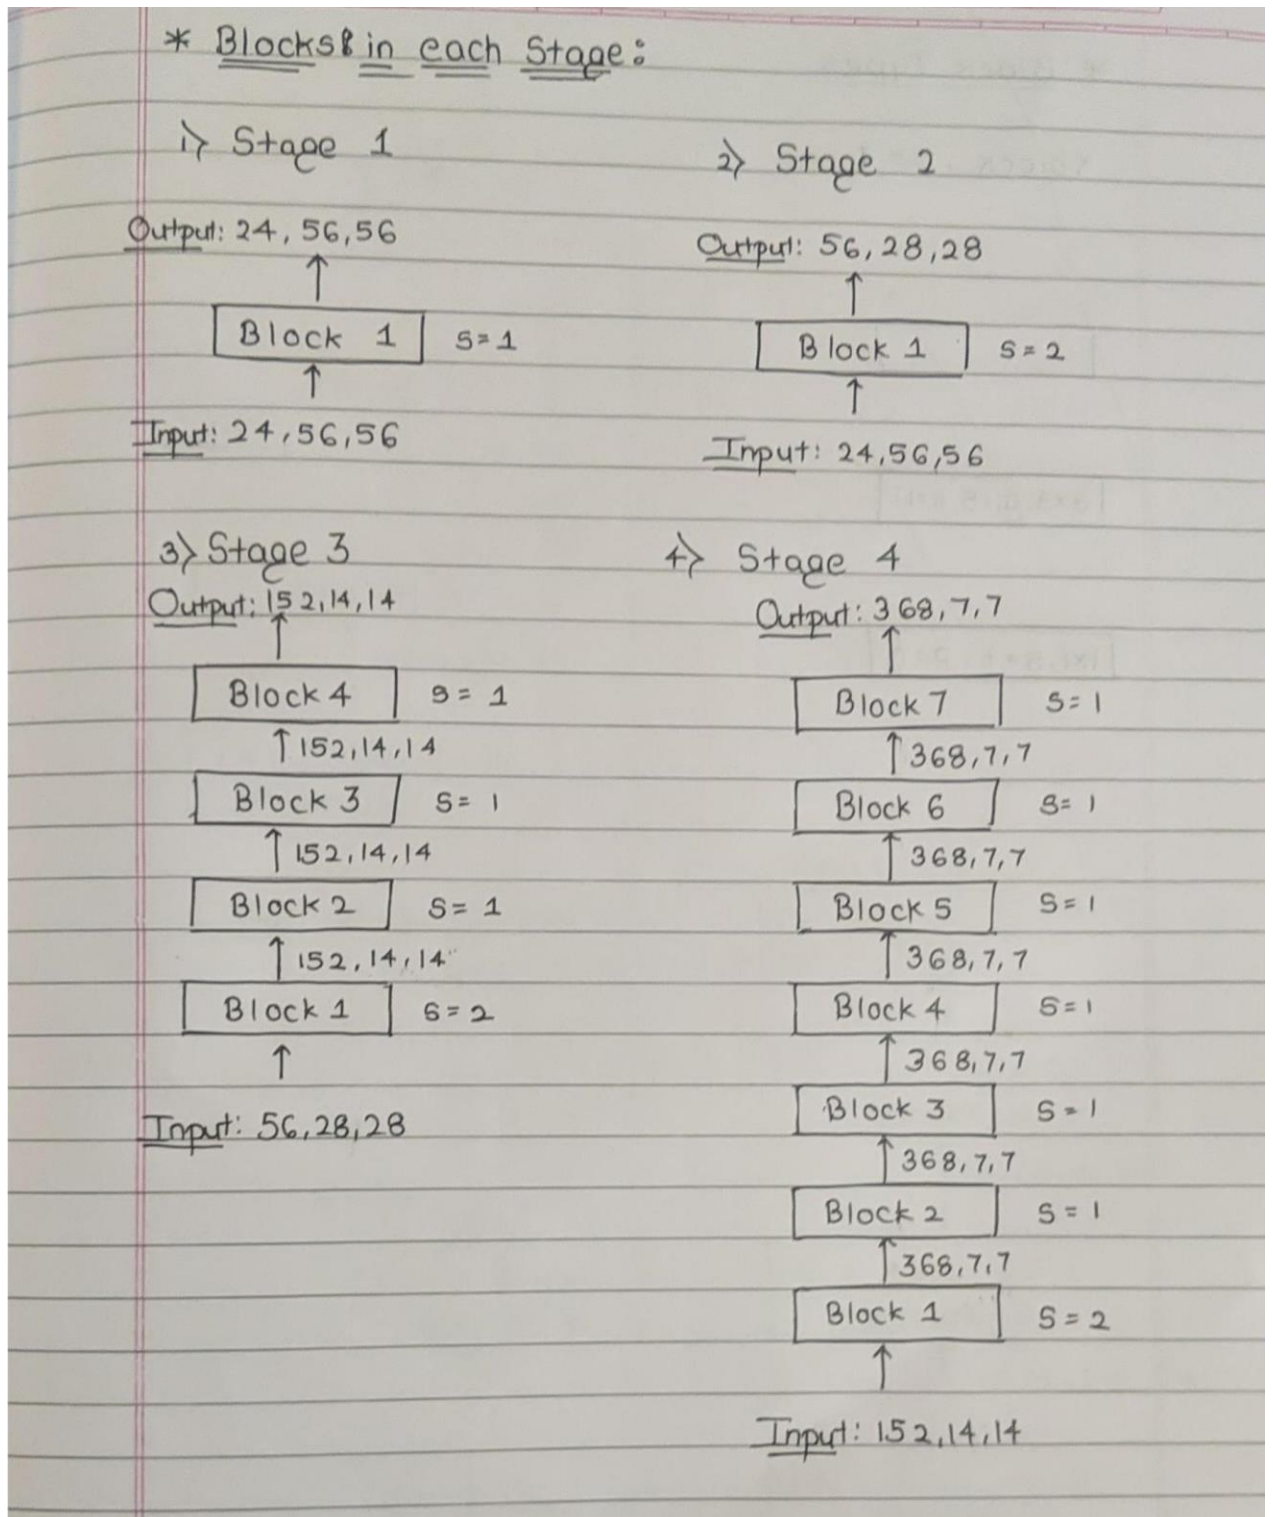 * Blocks in each Stage:
1) Stage 1
Output: 24, 56,56
Block 1 S=1
Input: 24,56,56
2) Stage 2
Output: 56,28,28
Block 1 S=2
Input: 24,56,56
3) Stage 3
Output: 152,14,14
Block 4 S=1
152,14,14
Block 3 S=1
152,14,14
Block 2 S=1
152,14,14
Block 1 S=2
Input: 56,28,28
4) Stage 4
Output: 368,7,7
Block 7 S=1
368,7,7
Block 6 S=1
368,7,7
Block 5 S=1
368,7,7
Block 4 S=1
368,7,7
Block 3 S=1
368,7,7
Block 2 S=1
368,7,7
Block 1 S=2
Input: 152,14,14